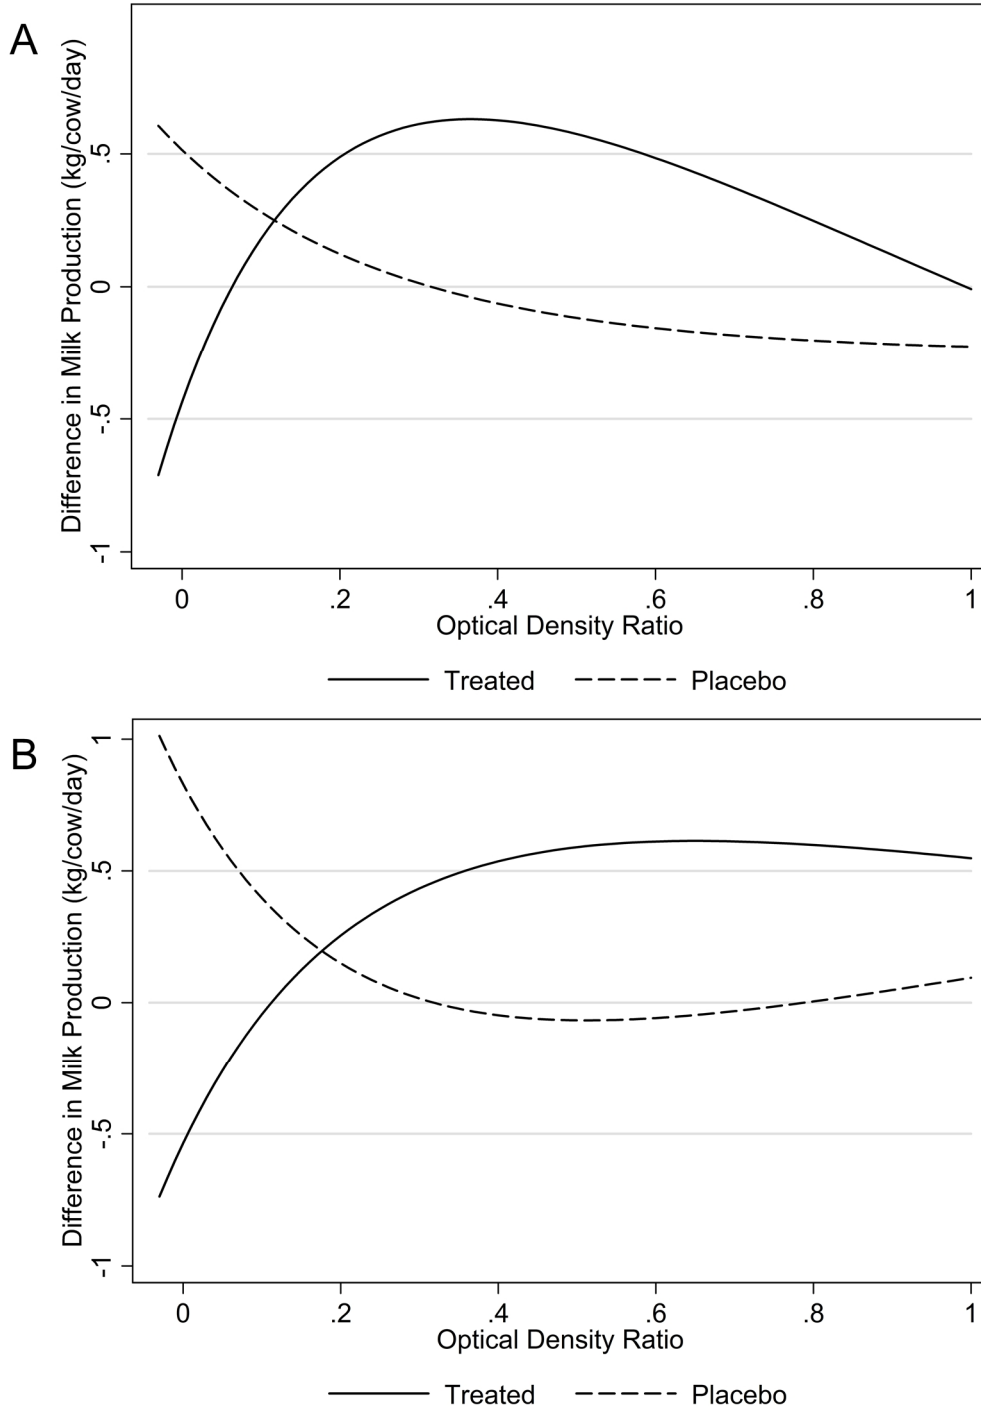 A
Difference in Milk Production (kg/cow/day)
.5
0
-.5
-1
0 .2 .4 .6 .8 1
Optical Density Ratio
Treated Placebo
B
Difference in Milk Production (kg/cow/day)
1
.5
0
-.5
-1
0 .2 .4 .6 .8 1
Optical Density Ratio
Treated Placebo